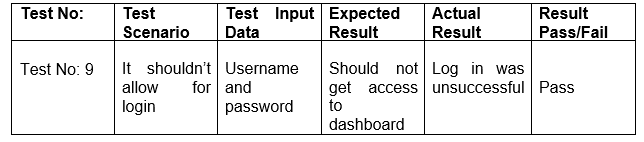 Test No: Test Test Input Expected Actual Result
Scenario Data Result Result Pass/Fail
Test No: 9 It shouldn't Username Should not Log in was
allow for and get access unsuccessful Pass
login password to
dashboard